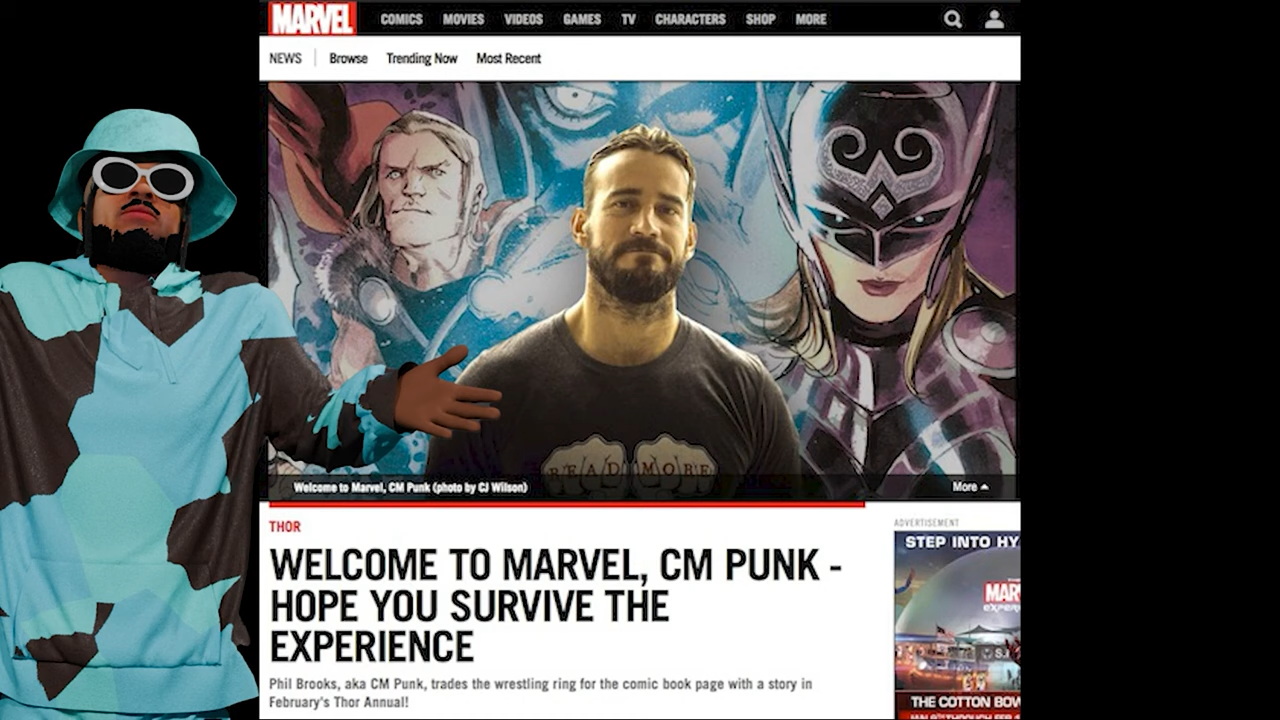 MARVEL COMICS MOVIES VIDEOS GAMES TV CHARACTERS SHOP MORE
NEWS Browse Trending Now Most Recent
READ MORE
Welcome to Marvel, CM Punk (photo by CJ Wilson) More
THOR
WELCOME TO MARVEL, CM PUNK -
HOPE YOU SURVIVE THE
EXPERIENCE
Phil Brooks, aka CM Punk, trades the wrestling ring for the comic book page with a story in
February's Thor Annual!
ADVERTISEMENT
STEP INTO HY
MAR
THE COTTON BOW